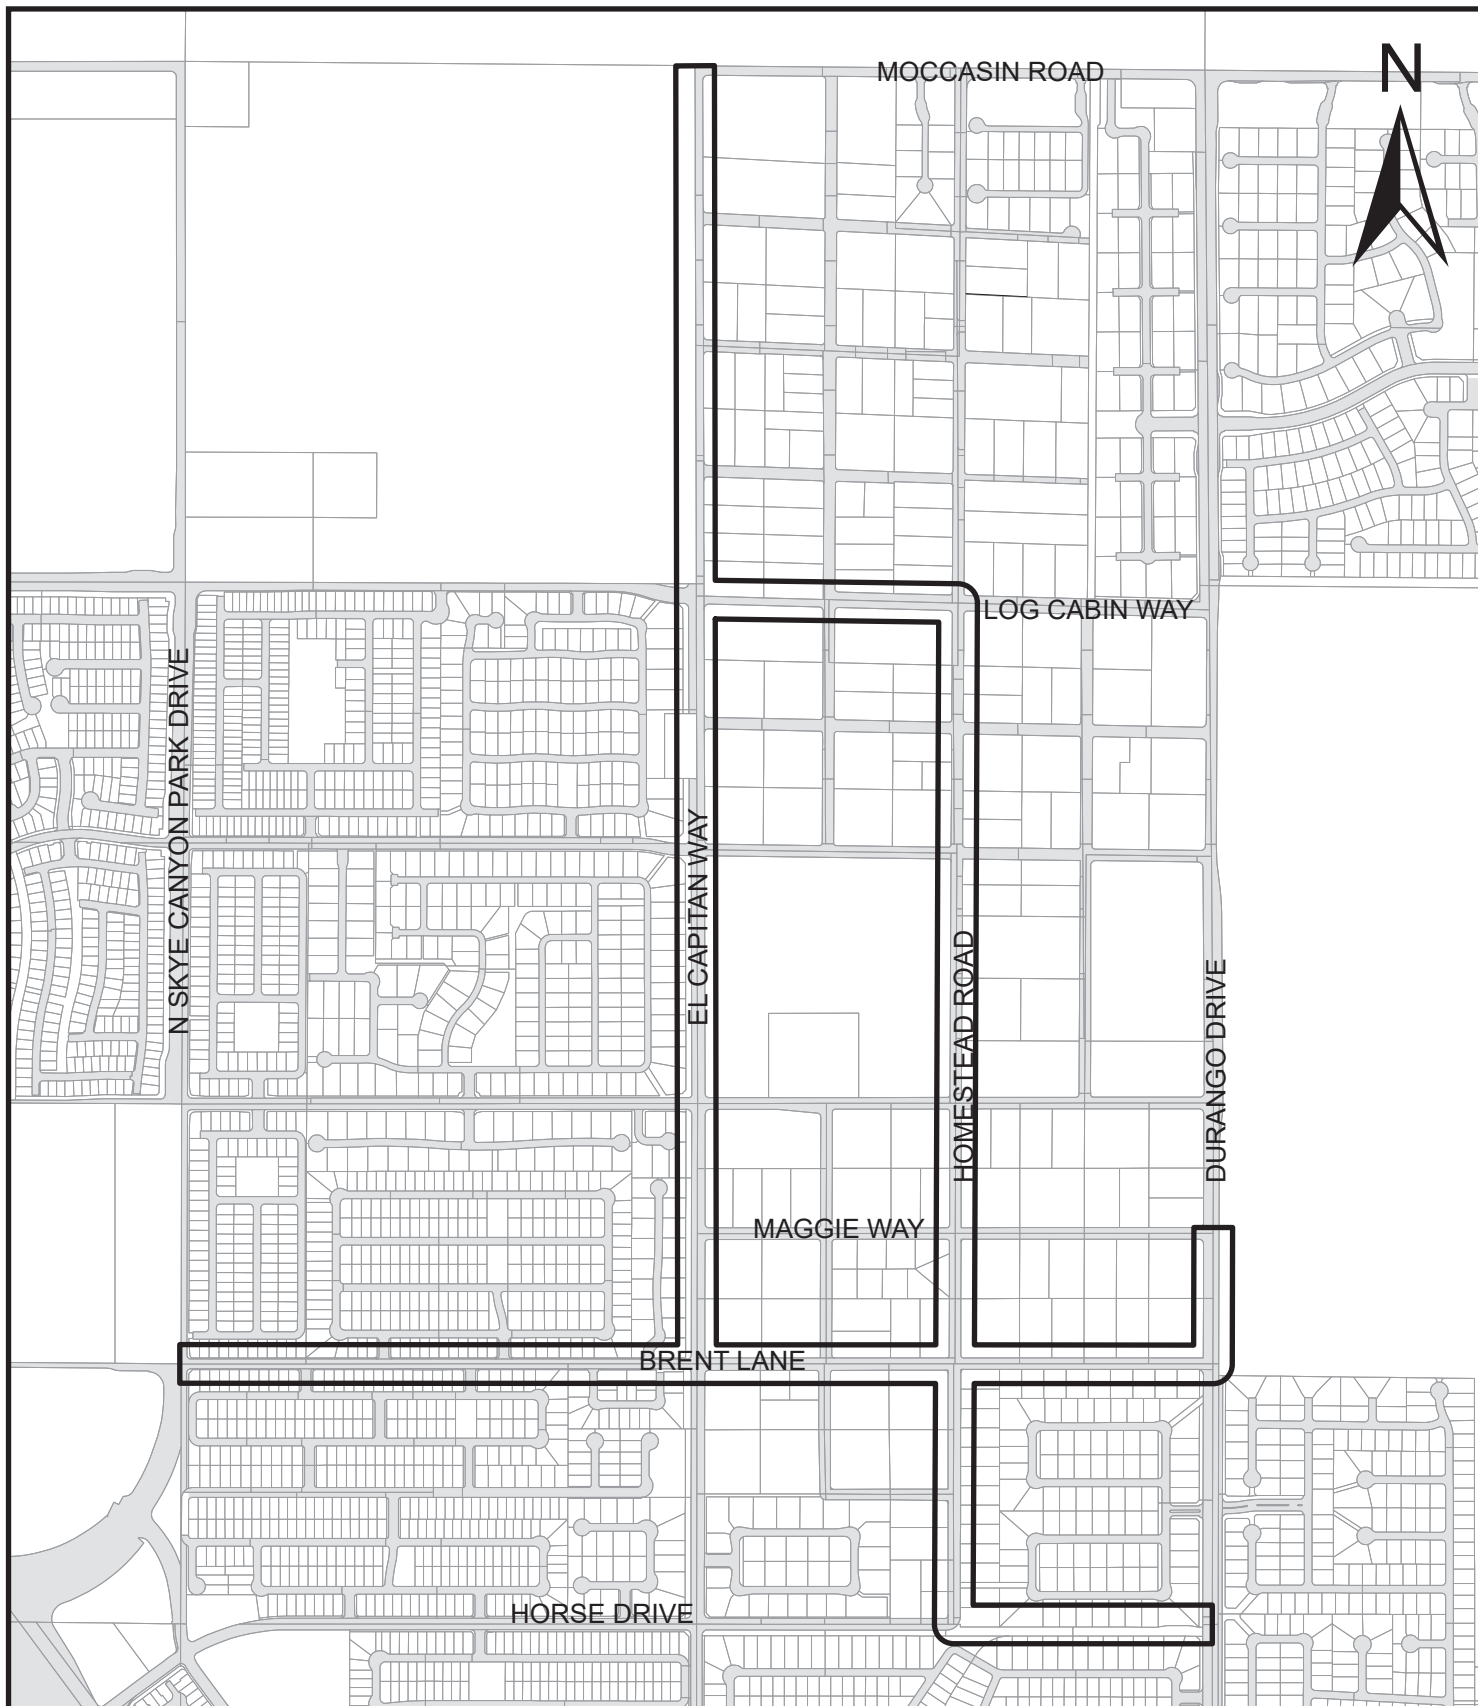 MOCCASIN ROAD
N
LOG CABIN WAY
N SKYE CANYON PARK DRIVE
EL CAPITAN WAY
HOMESTEAD ROAD
DURANGO DRIVE
MAGGIE WAY
BRENT LANE
HORSE DRIVE